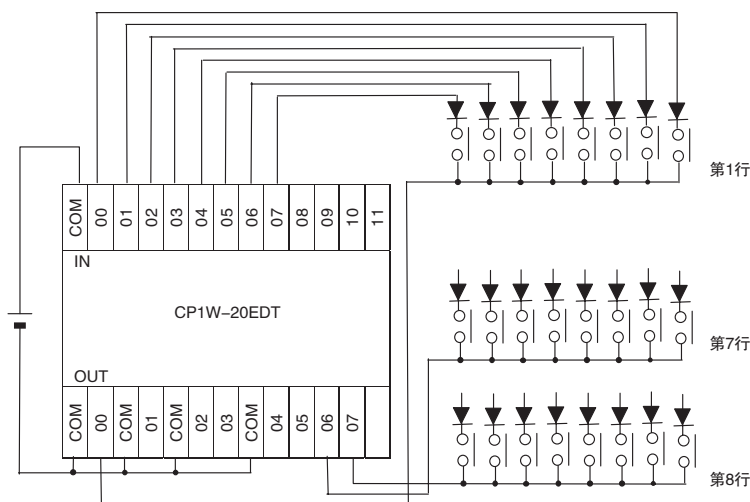 第1行
COM 00 01 02 03 04 05 06 07 08 09 10 11
IN
CP1W-20EDT
第7行
OUT
COM 00 COM 01 COM 02 03 COM 04 05 06 07
第8行